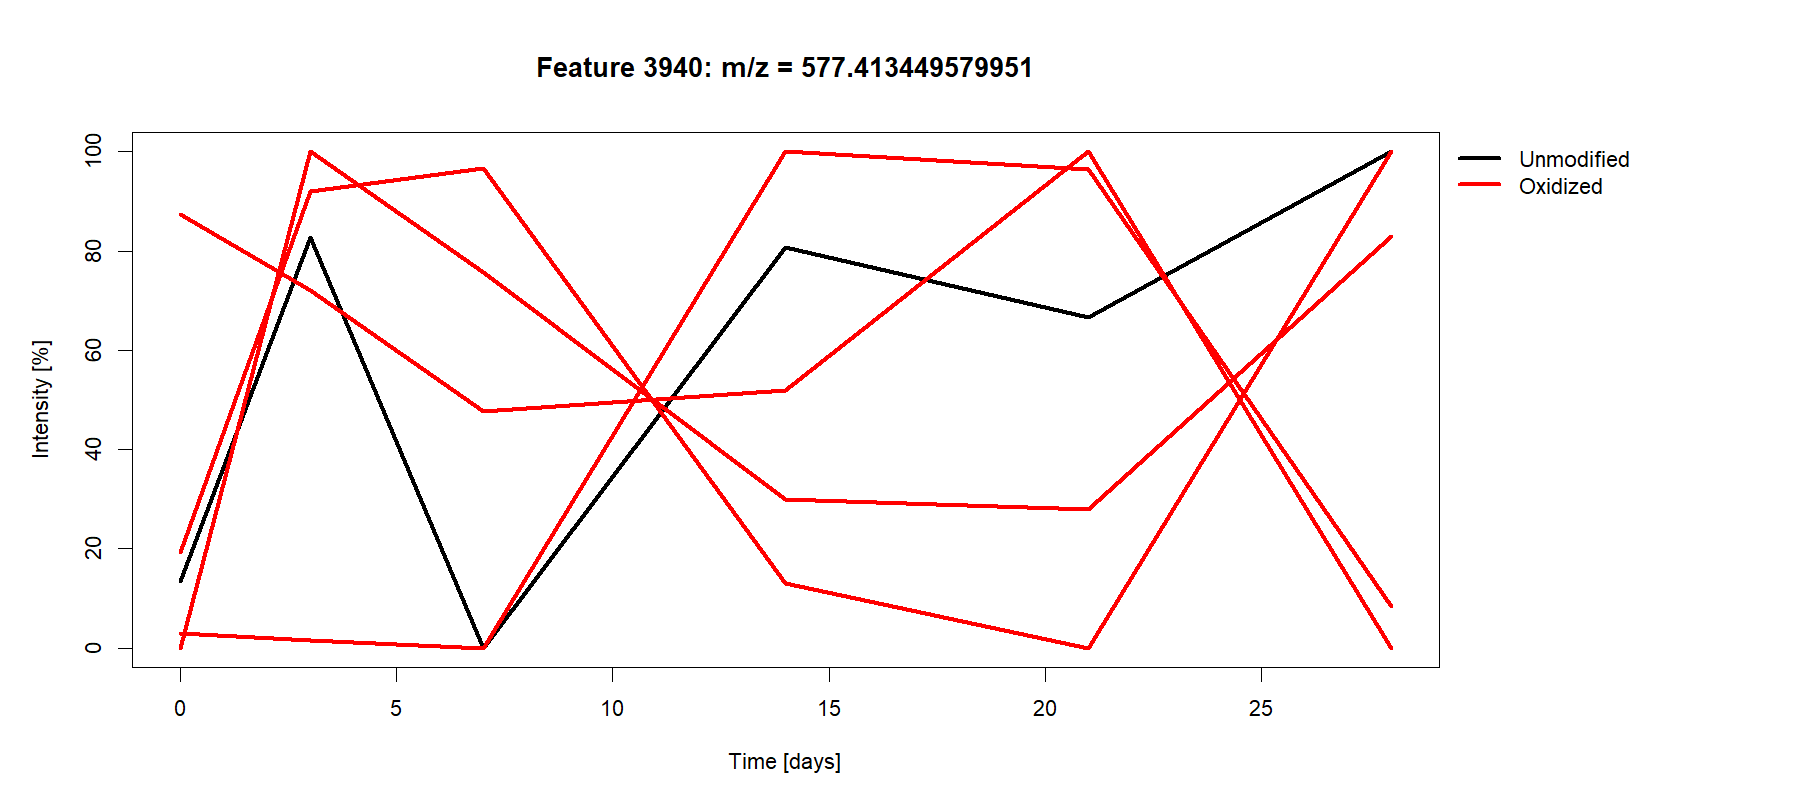 Feature 3940: m/z = 577.413449579951
Unmodified
Oxidized
Intensity [%]
100
80
60
40
20
0
0 5 10 15 20 25
Time [days]